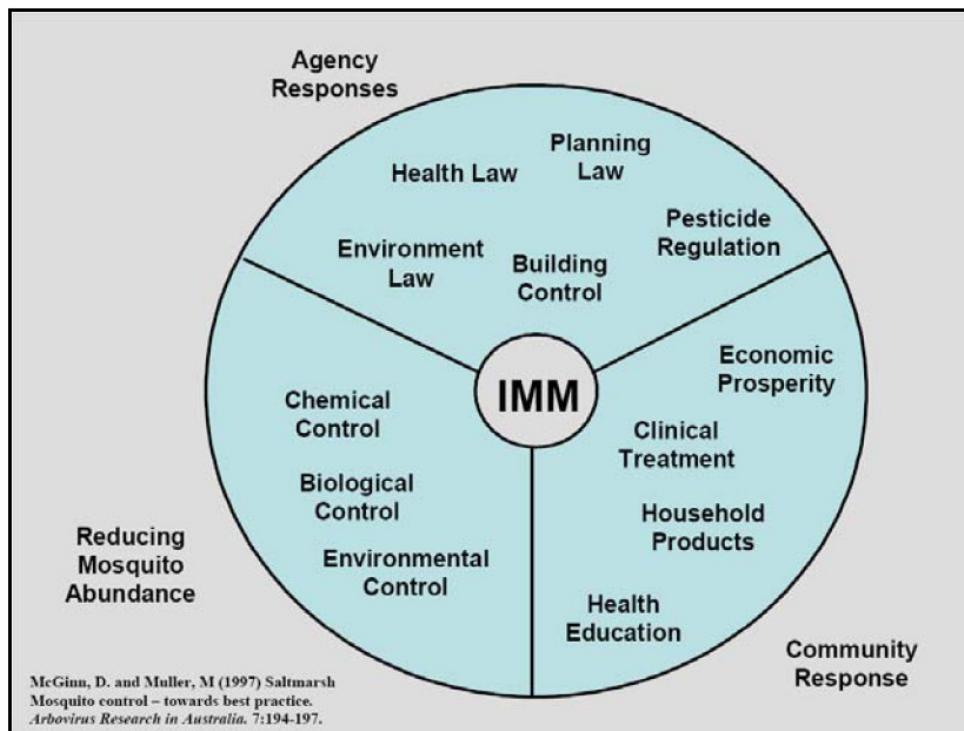 Agency
Responses
Planning
Law
Health Law
Pesticide
Regulation
Environment
Law
Building
Control
IMM
Economic
Prosperity
Clinical
Treatment
Household
Products
Health
Education
Community
Response
Chemical
Control
Biological
Control
Environmental
Control
Reducing
Mosquito
Abundance
McGinn, D. and Muller, M (1997) Saltmarsh
Mosquito control – towards best practice.
Arbovirus Research in Australia. 7:194-197.